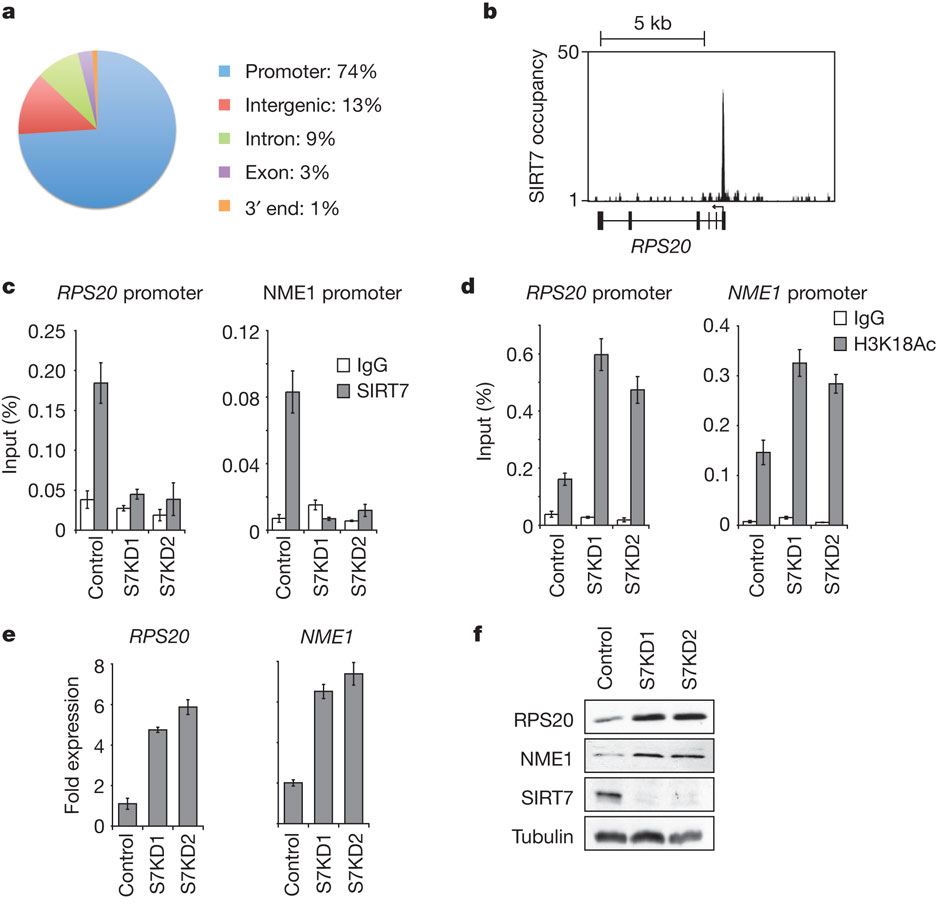 a
Promoter: 74%
Intergenic: 13%
Intron: 9%
Exon: 3%
3′ end: 1%
b
5 kb
50
SIRT7 occupancy
1
RPS20
c
RPS20 promoter
NME1 promoter
0.25
0.20
0.15
0.10
0.05
0
Input (%)
Control
S7KD1
S7KD2
0.12
0.08
0.04
0
IgG
SIRT7
Control
S7KD1
S7KD2
d
RPS20 promoter
NME1 promoter
IgG
H3K18Ac
0.6
0.4
0.2
0
Input (%)
Control
S7KD1
S7KD2
0.4
0.3
0.2
0.1
0
Control
S7KD1
S7KD2
e
RPS20
NME1
8
6
4
2
0
Fold expression
Control
S7KD1
S7KD2
Control
S7KD1
S7KD2
f
Control
S7KD1
S7KD2
RPS20
NME1
SIRT7
Tubulin